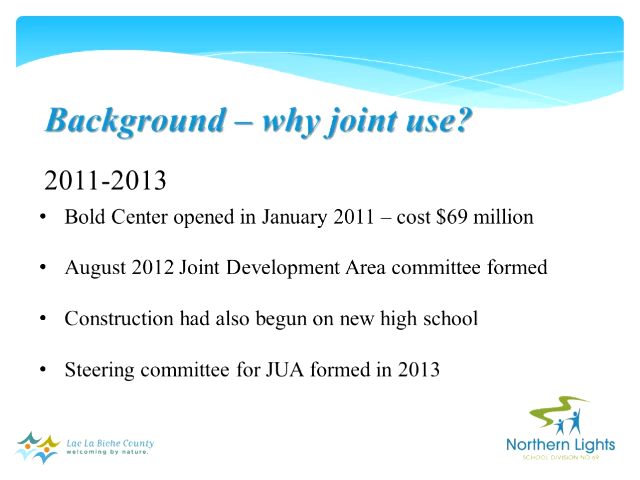 Background – why joint use?
2011-2013
• Bold Center opened in January 2011 – cost $69 million
• August 2012 Joint Development Area committee formed
• Construction had also begun on new high school
• Steering committee for JUA formed in 2013
Lac La Biche County
welcoming by nature.
Northern Lights
SCHOOL DIVISION NO.69